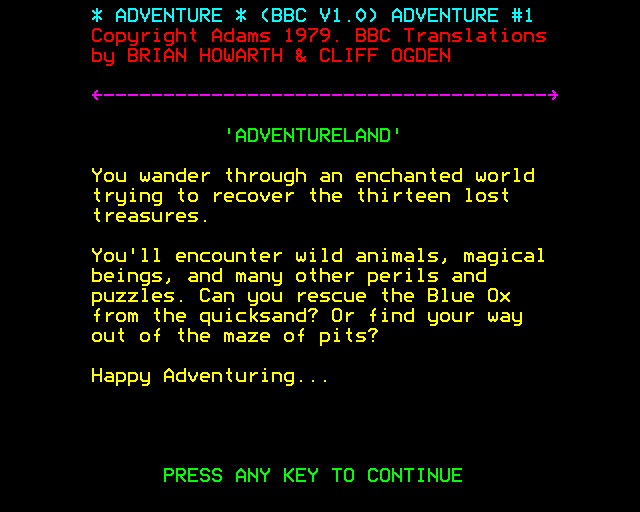 * ADVENTURE * (BBC V1.0) ADVENTURE #1
Copyright Adams 1979. BBC Translations
by BRIAN HOWARTH & CLIFF OGDEN
'ADVENTURELAND'
You wander through an enchanted world
trying to recover the thirteen lost
treasures.
You'll encounter wild animals, magical
beings, and many other perils and
puzzles. Can you rescue the Blue Ox
from the quicksand? Or find your way
out of the maze of pits?
Happy Adventuring...
PRESS ANY KEY TO CONTINUE